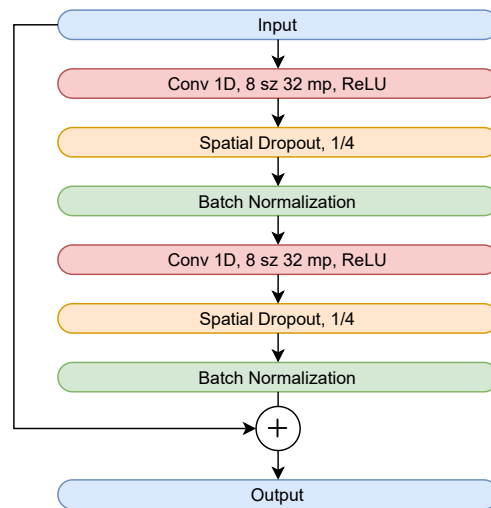 Input
Conv 1D, 8 sz 32 mp, ReLU
Spatial Dropout, 1/4
Batch Normalization
Conv 1D, 8 sz 32 mp, ReLU
Spatial Dropout, 1/4
Batch Normalization
+
Output